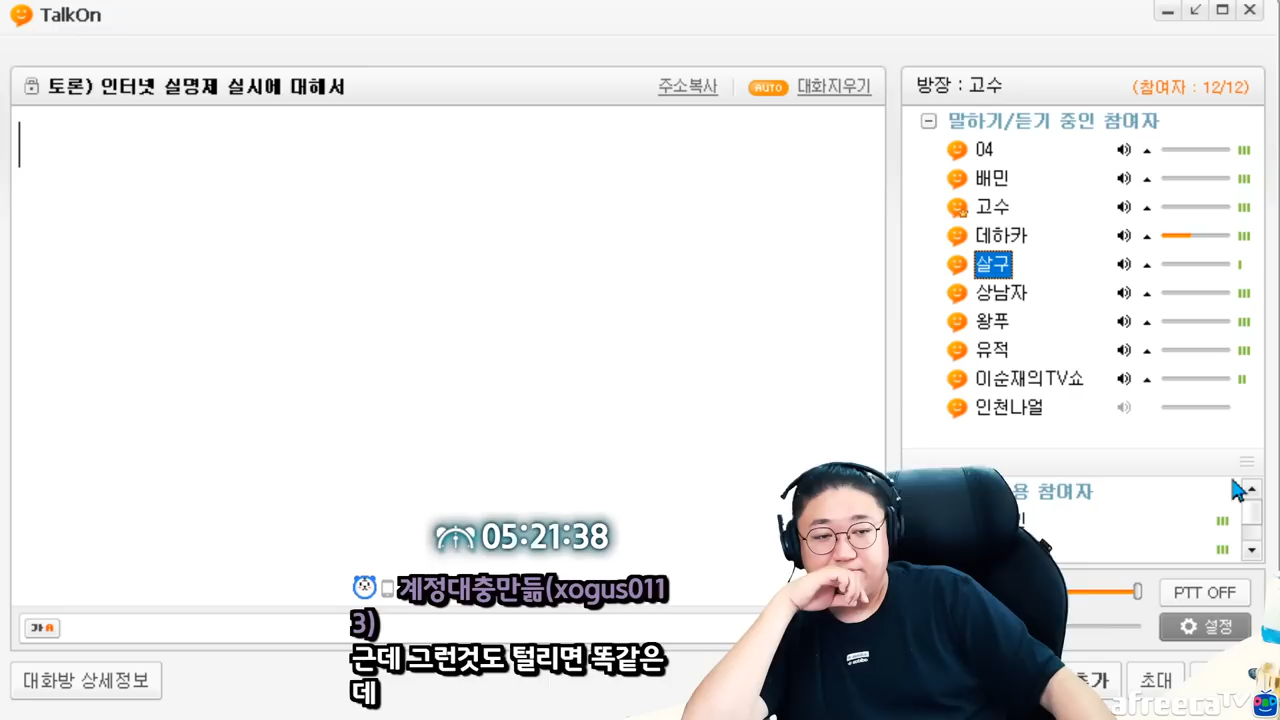 TalkOn
토론) 인터넷 실명제 실시에 대해서
주소복사
AUTO
대화지우기
방장 : 고수
(참여자 : 12/12)
말하기/듣기 중인 참여자
04
배민
고수
데하카
살구
상남자
왕푸
유적
이순재의TV쇼
인천나얼
용 참여자
05:21:38
계정대충만듦(xogus011
3)
근데 그런것도 털리면 똑같은
데
PTT OFF
설정
가
대화방 상세정보
추가
초대
afreecaTV